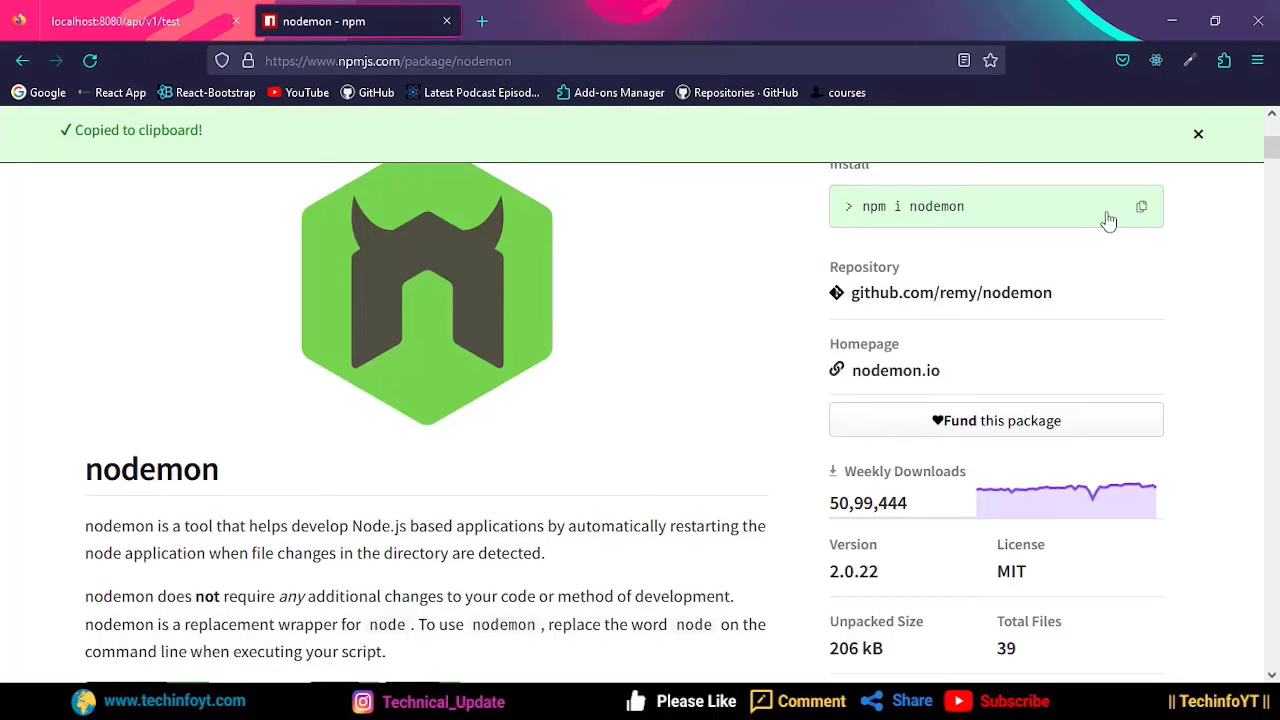 localhost:8080/api/v1/test
nodemon - npm
https://www.npmjs.com/package/nodemon
Google
React App
React-Bootstrap
YouTube
GitHub
Latest Podcast Episod...
Add-ons Manager
Repositories · GitHub
courses
✓ Copied to clipboard!
Install
> npm i nodemon
Repository
github.com/remy/nodemon
Homepage
nodemon.io
♥Fund this package
Weekly Downloads
50,99,444
Version
License
2.0.22
MIT
Unpacked Size
Total Files
206 kB
39
nodemon
nodemon is a tool that helps develop Node.js based applications by automatically restarting the
node application when file changes in the directory are detected.
nodemon does not require any additional changes to your code or method of development.
nodemon is a replacement wrapper for node . To use nodemon , replace the word node on the
command line when executing your script.
www.techinfoyt.com
Technical_Update
Please Like
Comment
Share
Subscribe
|| TechinfoYT ||